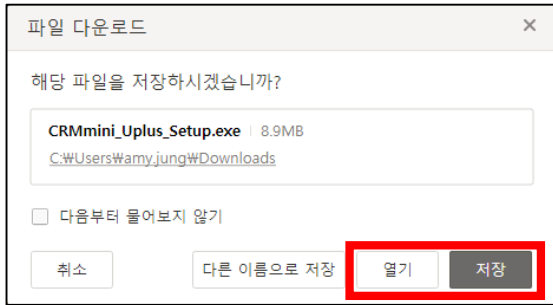 파일 다운로드
해당 파일을 저장하시겠습니까?
CRMmini_Uplus_Setup.exe | 8.9MB
C:₩Users₩amy.jung₩Downloads
다음부터 물어보지 않기
취소 다른 이름으로 저장 열기 저장